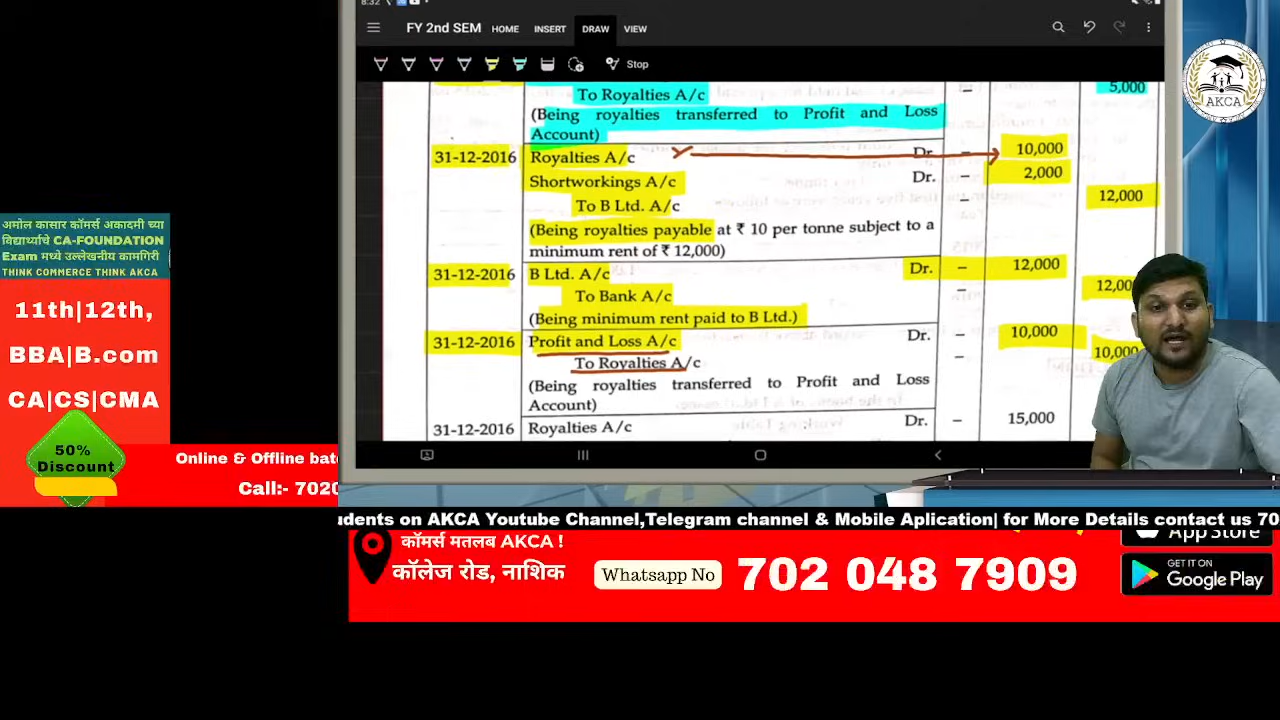 8:32
FY 2nd SEM HOME INSERT DRAW VIEW
Stop
AKCA
To Royalties A/c – 5,000
(Being royalties transferred to Profit and Loss
Account)
31-12-2016 Royalties A/c Dr. – 10,000
Shortworkings A/c Dr. – 2,000
To B Ltd. A/c – 12,000
(Being royalties payable at ₹ 10 per tonne subject to a
minimum rent of ₹ 12,000)
31-12-2016 B Ltd. A/c Dr. – 12,000
To Bank A/c – 12,00
(Being minimum rent paid to B Ltd.)
31-12-2016 Profit and Loss A/c Dr. – 10,000
To Royalties A/c – 10,000
(Being royalties transferred to Profit and Loss
Account)
31-12-2016 Royalties A/c Dr. – 15,000
अमोल कासार कॉमर्स अकादमी च्या
विद्यार्थ्याचे CA-FOUNDATION
Exam मध्ये उल्लेखनीय कामगिरी
THINK COMMERCE THINK AKCA
11th|12th,
BBA|B.com
CA|CS|CMA
50%
Discount
Online & Offline bat
Call:- 7020
udents on AKCA Youtube Channel,Telegram channel & Mobile Aplication| for More Details contact us 70
कॉमर्स मतलब AKCA !
कॉलेज रोड, नाशिक
Whatsapp No 702 048 7909
App Store
GET IT ON
Google Play